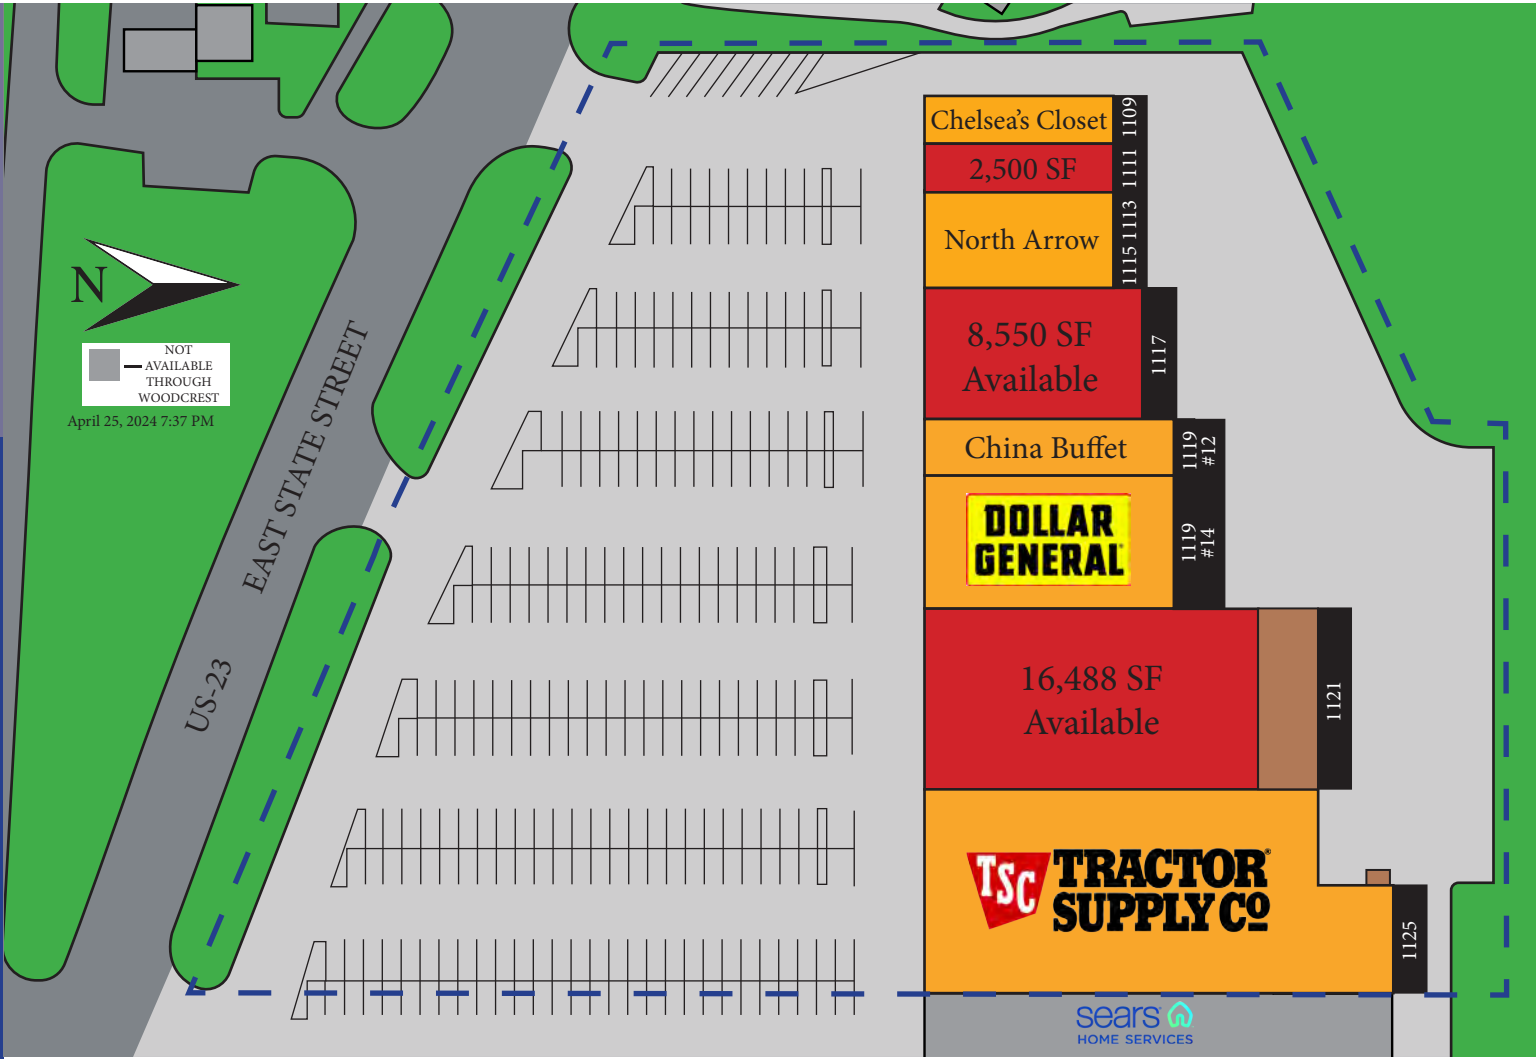 Chelsea's Closet
1109
2,500 SF
1111
North Arrow
1113
1115
8,550 SF
Available
1117
China Buffet
1119
#12
DOLLAR
GENERAL
1119
#14
16,488 SF
Available
1121
TSC
TRACTOR
SUPPLY CO
1125
sears
HOME SERVICES
N
NOT
AVAILABLE
THROUGH
WOODCREST
April 25, 2024 7:37 PM
EAST STATE STREET
US-23